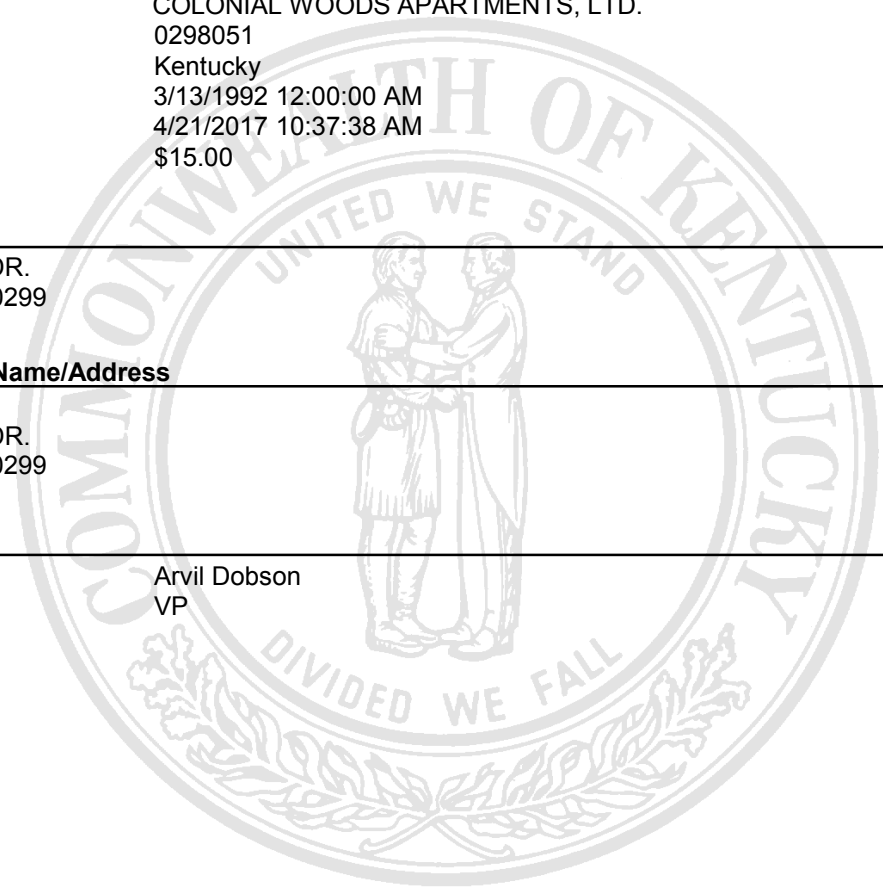 COLONIAL WOODS APARTMENTS, LTD.
0298051
Kentucky
3/13/1992 12:00:00 AM
4/21/2017 10:37:38 AM
$15.00
DR.
0299
Name/Address
DR.
0299
Arvil Dobson
VP
COMMONWEALTH OF KENTUCKY
UNITED WE STAND
DIVIDED WE FALL